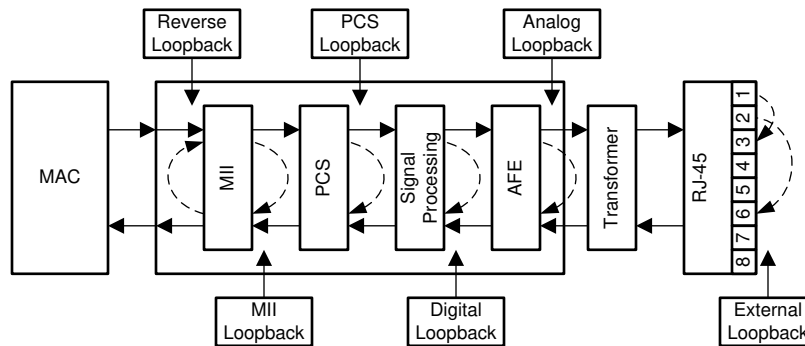 Reverse
Loopback
PCS
Loopback
Analog
Loopback
MAC
MII
PCS
Signal
Processing
AFE
Transformer
RJ-45
1
2
3
4
5
6
7
8
MII
Loopback
Digital
Loopback
External
Loopback